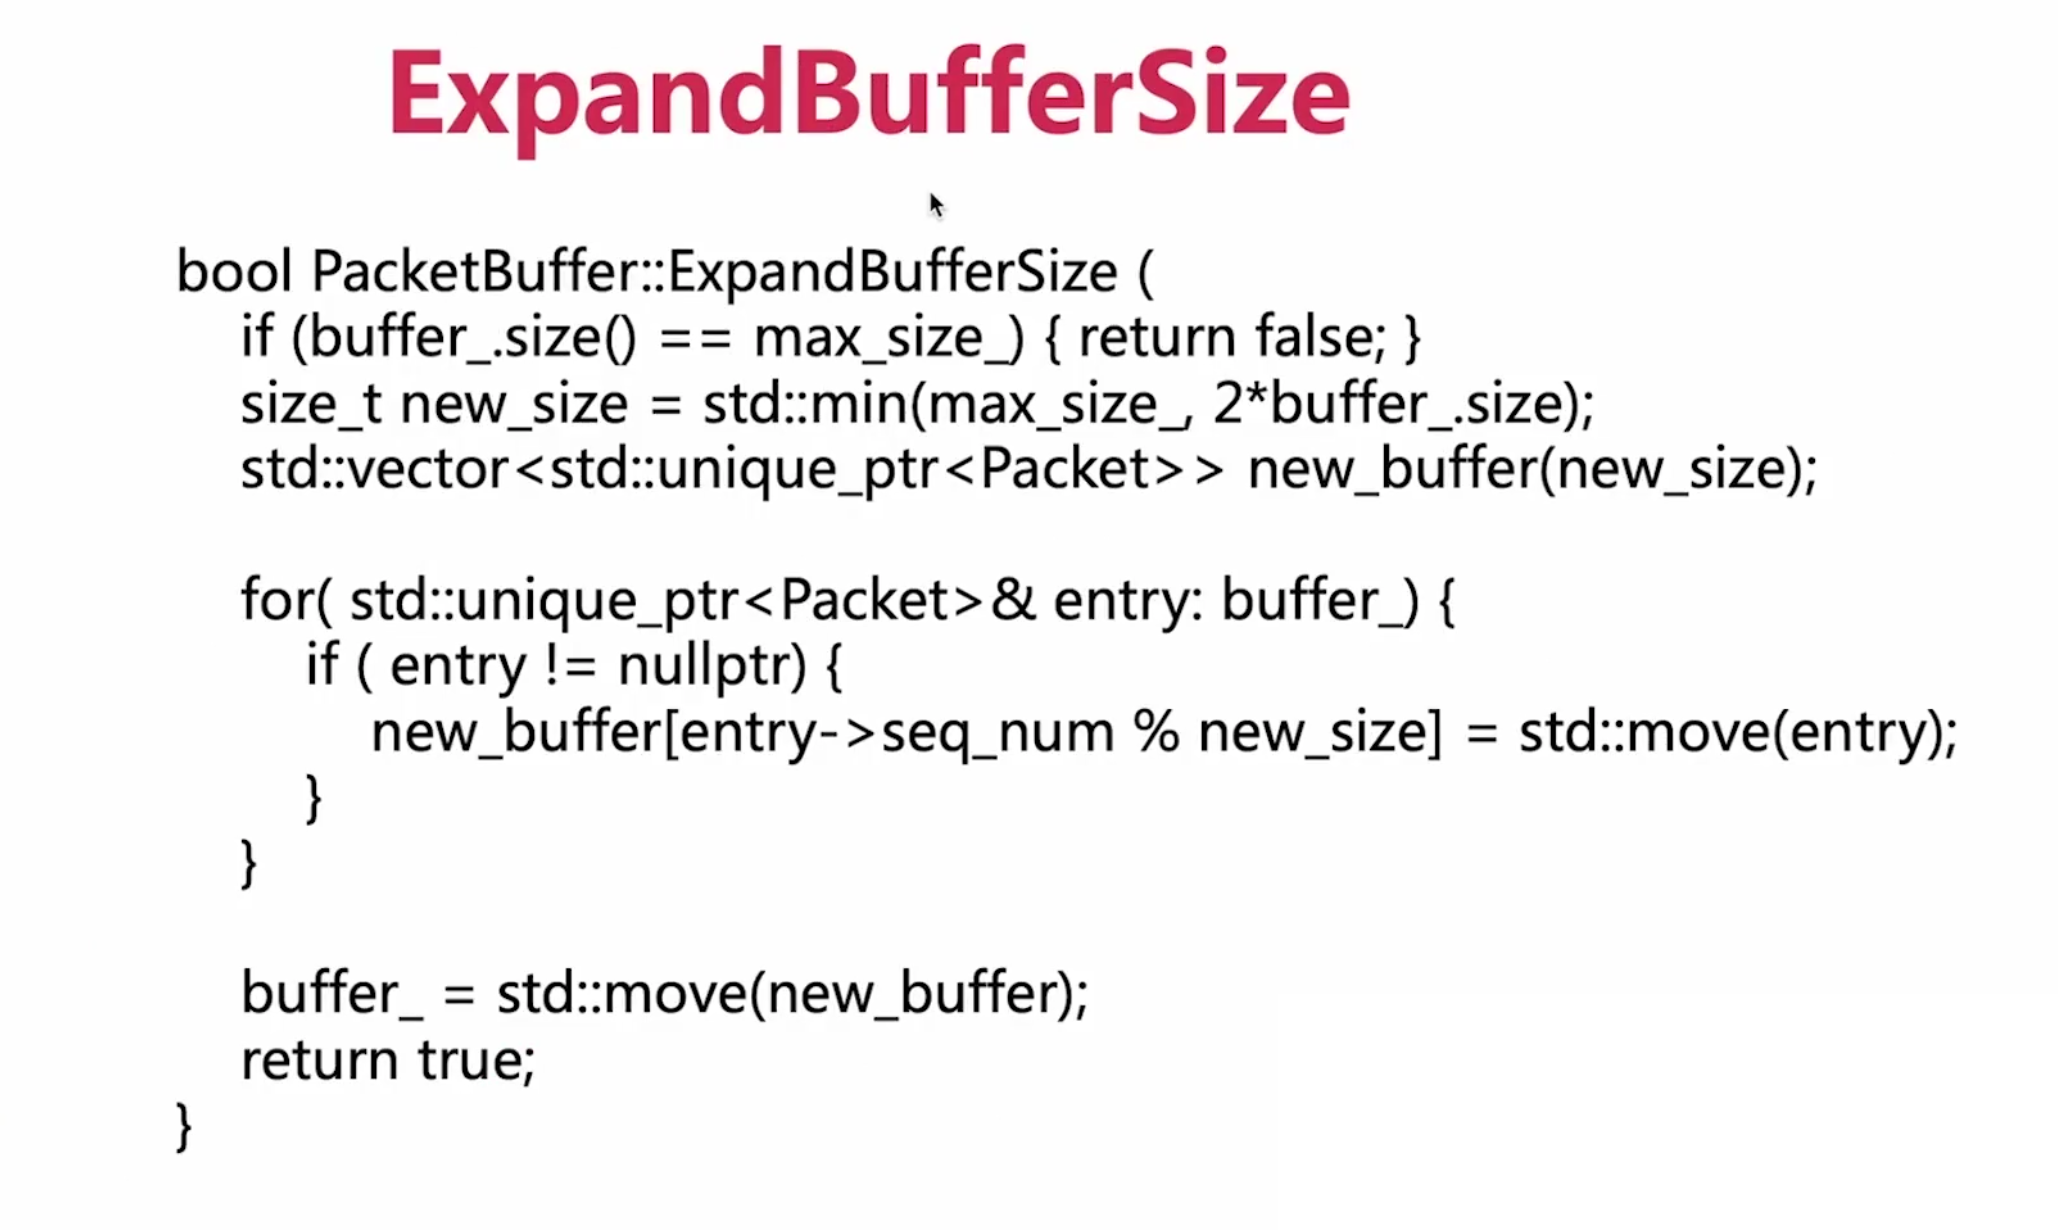 ExpandBufferSize
bool PacketBuffer::ExpandBufferSize (
if (buffer_.size() == max_size_) { return false; }
size_t new_size = std::min(max_size_, 2*buffer_.size);
std::vector<std::unique_ptr<Packet>> new_buffer(new_size);
for( std::unique_ptr<Packet>& entry: buffer_) {
if ( entry != nullptr) {
new_buffer[entry->seq_num % new_size] = std::move(entry);
}
}
buffer_ = std::move(new_buffer);
return true;
}